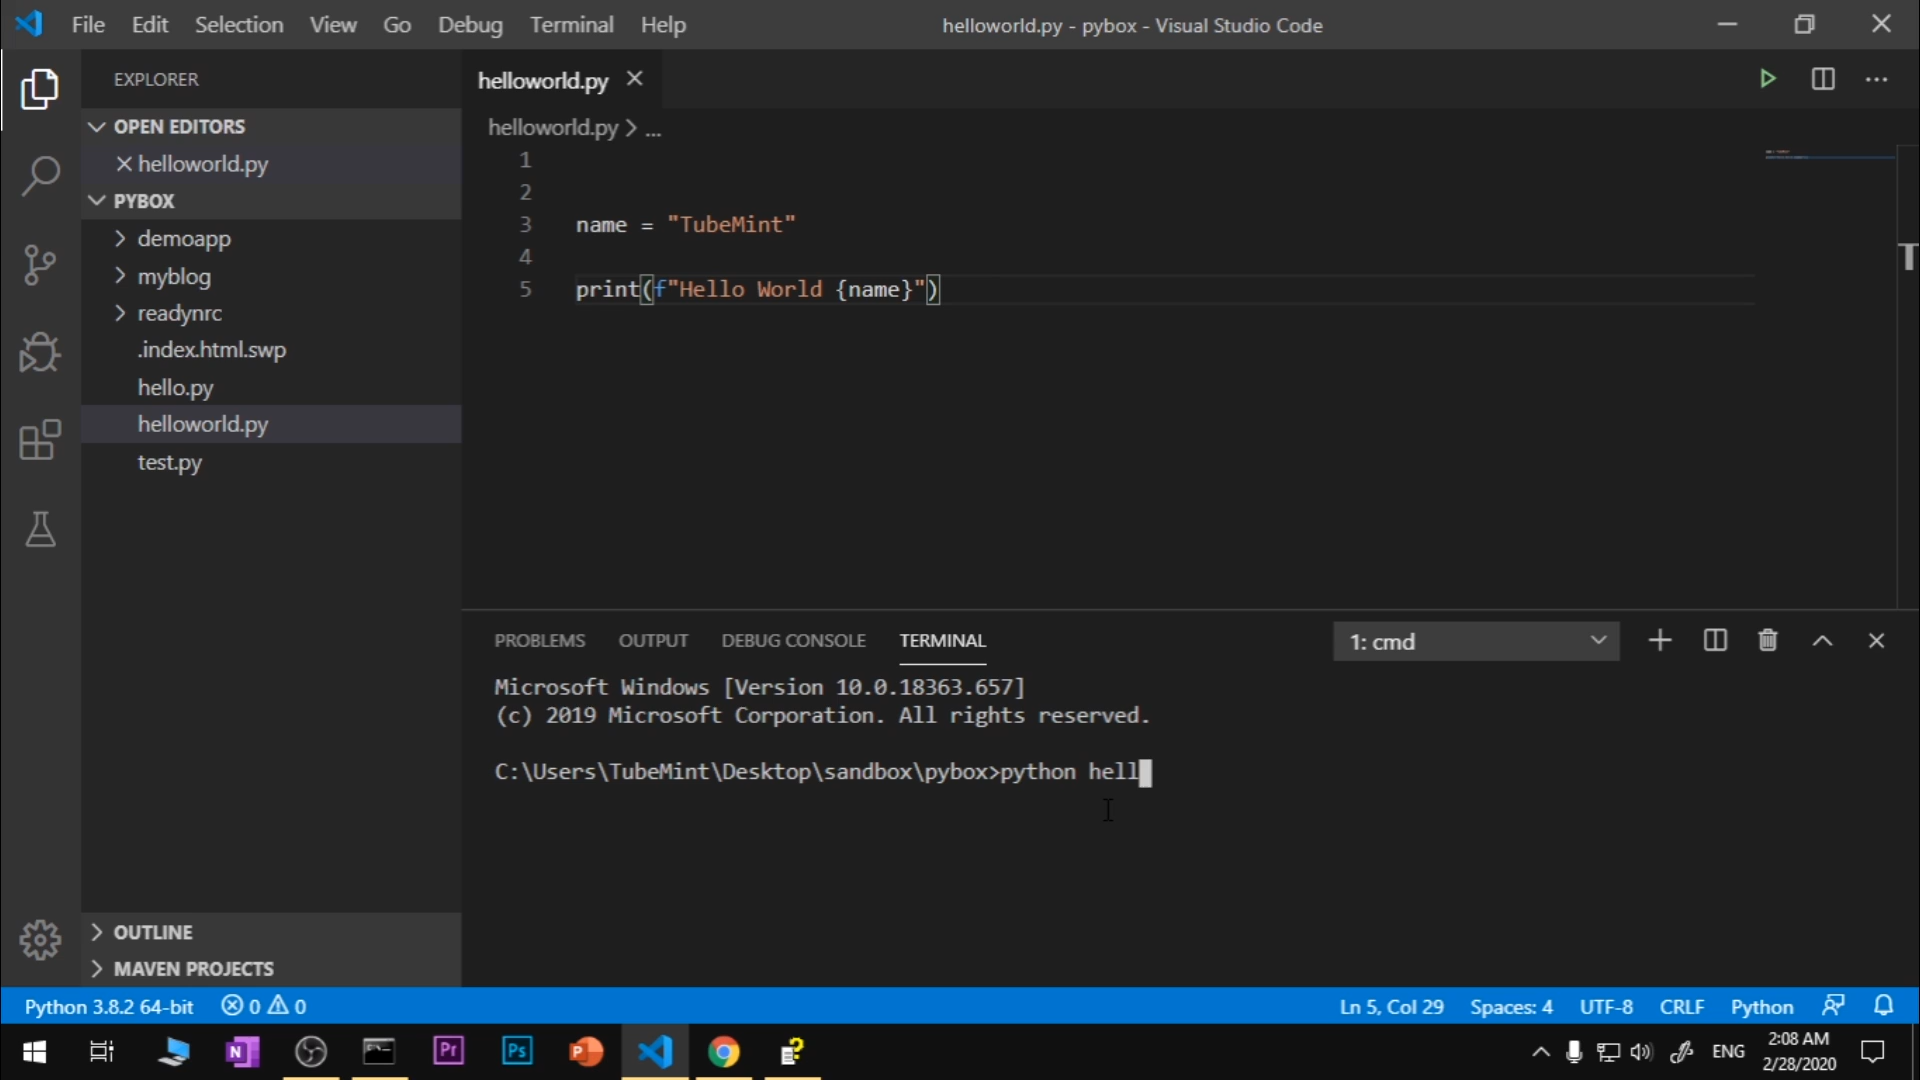 File Edit Selection View Go Debug Terminal Help helloworld.py - pybox - Visual Studio Code
EXPLORER
OPEN EDITORS
helloworld.py
PYBOX
demoapp
myblog
readynrc
.index.html.swp
hello.py
helloworld.py
test.py
OUTLINE
MAVEN PROJECTS
helloworld.py
helloworld.py > ...
1
2
3 name = "TubeMint"
4
5 print(f"Hello World {name}")
PROBLEMS OUTPUT DEBUG CONSOLE TERMINAL 1: cmd
Microsoft Windows [Version 10.0.18363.657]
(c) 2019 Microsoft Corporation. All rights reserved.
C:\Users\TubeMint\Desktop\sandbox\pybox>python hell
Python 3.8.2 64-bit 0 0 Ln 5, Col 29 Spaces: 4 UTF-8 CRLF Python
N Pr Ps P ENG 2:08 AM
2/28/2020
T